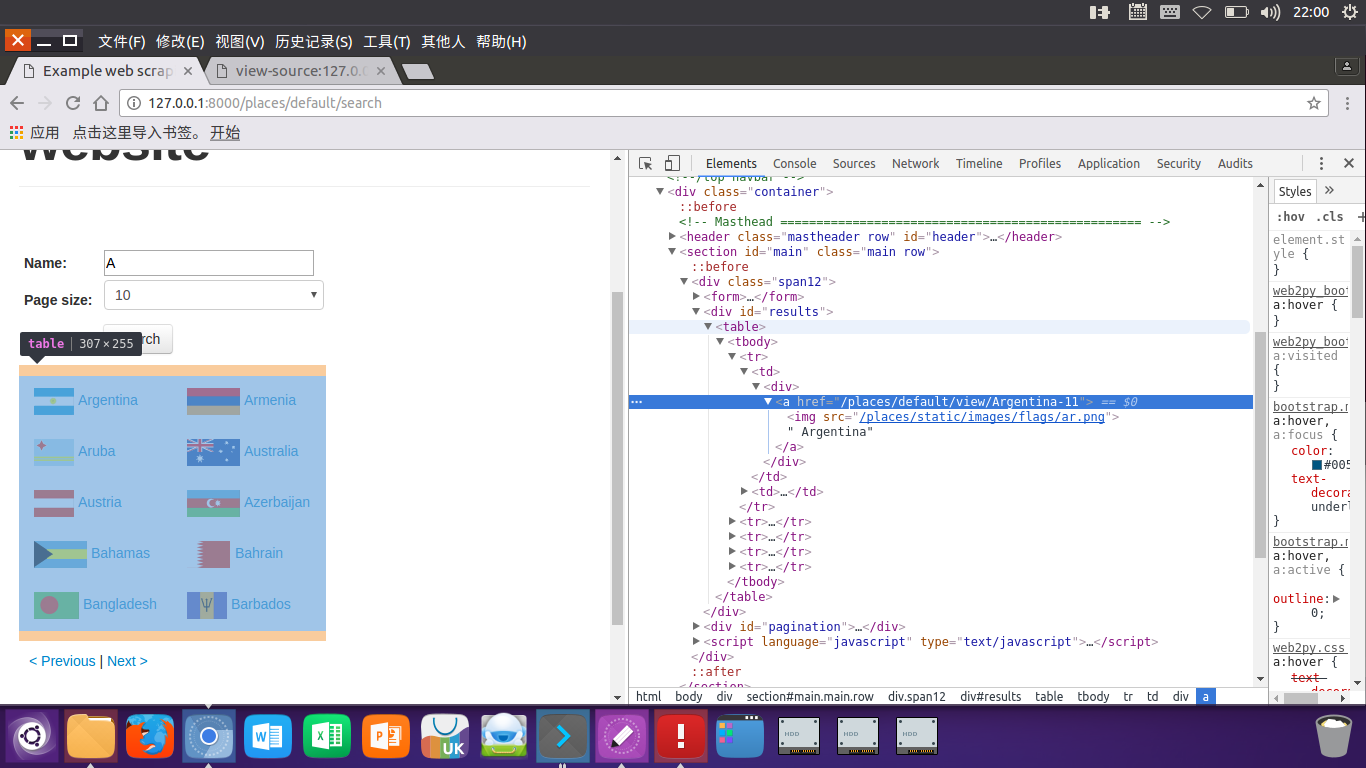 22:00
文件(F) 修改(E) 视图(V) 历史记录(S) 工具(T) 其他人 帮助(H)
Example web scrap
view-source:127.0.0
127.0.0.1:8000/places/default/search
应用 点击这里导入书签。 开始
website
Name: A
Page size: 10
table 307 × 255
Argentina Armenia
Aruba Australia
Austria Azerbaijan
Bahamas Bahrain
Bangladesh Barbados
< Previous | Next >
Elements Console Sources Network Timeline Profiles Application Security Audits
<!--/top navbar -->
<div class="container">
::before
<!-- Masthead ================================================== -->
<header class="mastheader row" id="header">…</header>
<section id="main" class="main row">
::before
<div class="span12">
<form>…</form>
<div id="results">
<table>
<tbody>
<tr>
<td>
<div>
<a href="/places/default/view/Argentina-11"> == $0
<img src="/places/static/images/flags/ar.png">
" Argentina"
</a>
</div>
</td>
<td>…</td>
</tr>
<tr>…</tr>
<tr>…</tr>
<tr>…</tr>
<tr>…</tr>
</tbody>
</table>
</div>
<div id="pagination">…</div>
<script language="javascript" type="text/javascript">…</script>
</div>
::after
</section>
html body div section#main.main.row div.span12 div#results table tbody tr td div a
Styles »
:hov .cls +
element.st
yle {
}
web2py_boot
a:hover {
}
web2py_boot
a:visited
{
}
bootstrap.m
a:hover,
a:focus {
color:
#005
text-
decora
underl
}
bootstrap.m
a:hover,
a:active {
outline:
0;
}
web2py.css
a:hover {
text-
decor
W X P UK
HDD HDD HDD